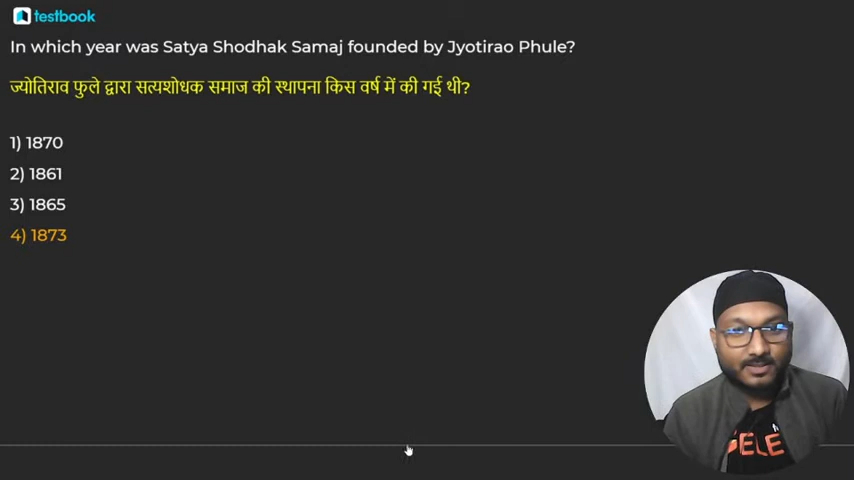 testbook
In which year was Satya Shodhak Samaj founded by Jyotirao Phule?
ज्योतिराव फुले द्वारा सत्यशोधक समाज की स्थापना किस वर्ष में की गई थी?
1) 1870
2) 1861
3) 1865
4) 1873